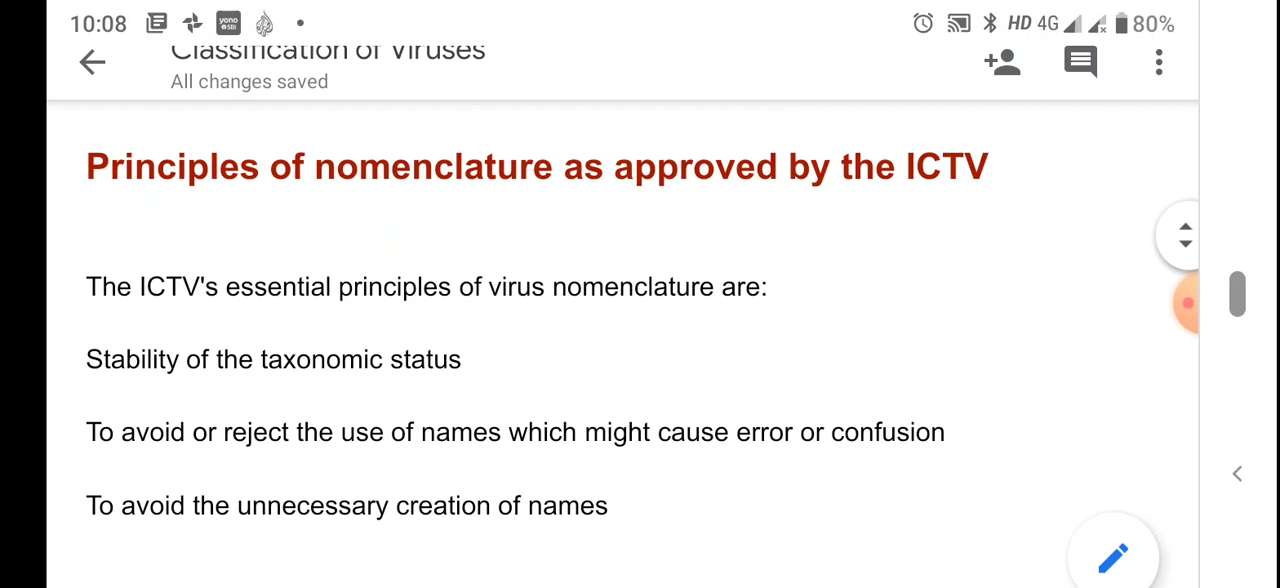 10:08 yono SBI HD 4G 80%
Classification of Viruses
All changes saved
Principles of nomenclature as approved by the ICTV
The ICTV's essential principles of virus nomenclature are:
Stability of the taxonomic status
To avoid or reject the use of names which might cause error or confusion
To avoid the unnecessary creation of names